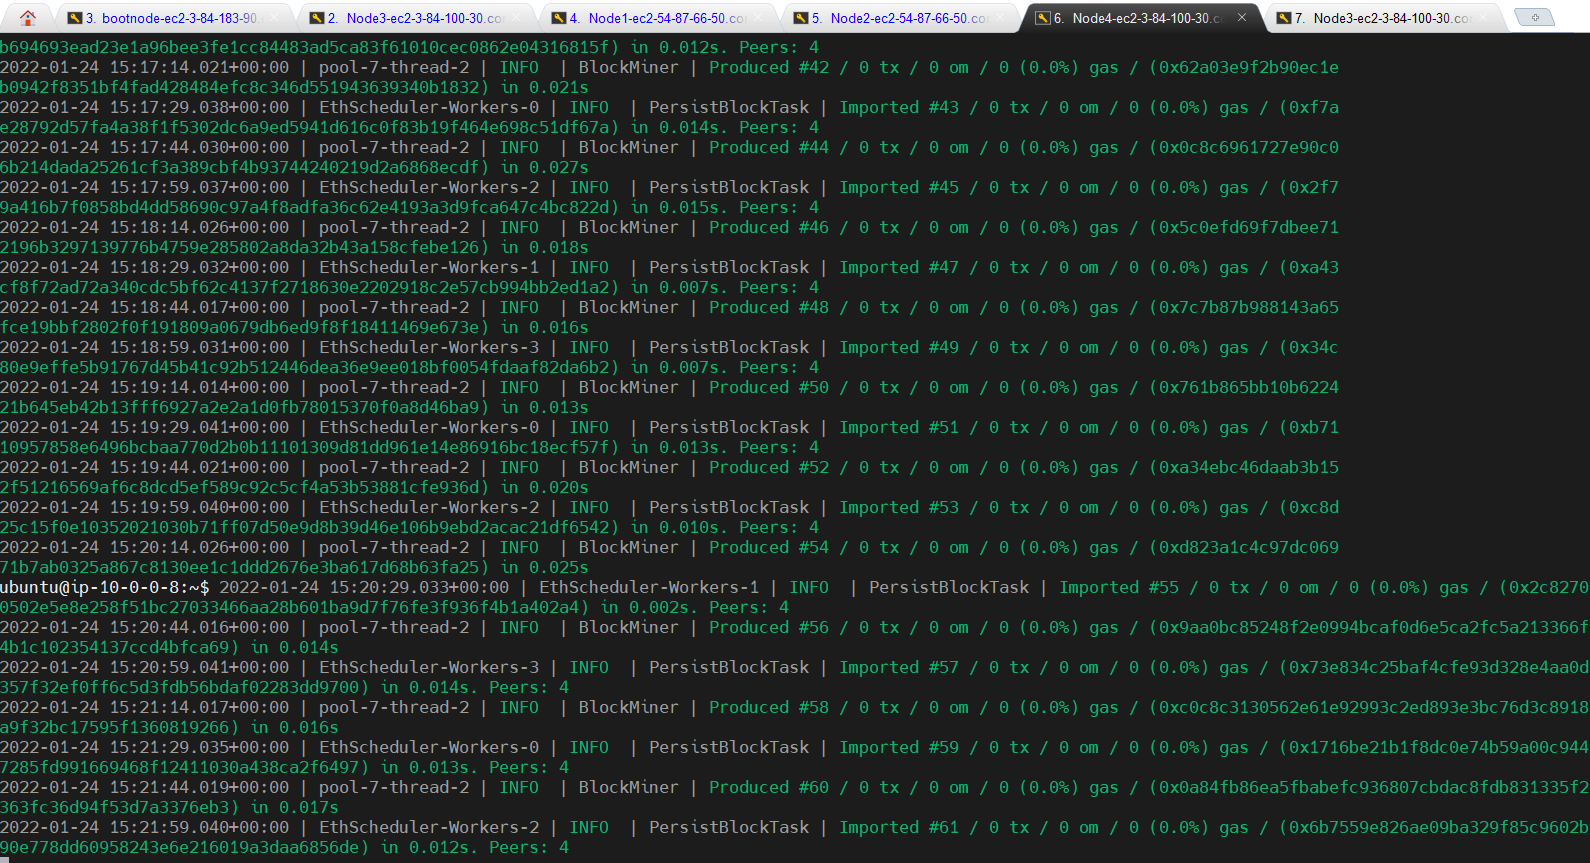 3. bootnode-ec2-3-84-183-90.
2. Node3-ec2-3-84-100-30.co
4. Node1-ec2-54-87-66-50.co
5. Node2-ec2-54-87-66-50.co
6. Node4-ec2-3-84-100-30.c
7. Node3-ec2-3-84-100-30.co
b694693ead23e1a96bee3fe1cc84483ad5ca83f61010cec0862e04316815f) in 0.012s. Peers: 4
2022-01-24 15:17:14.021+00:00 | pool-7-thread-2 | INFO  | BlockMiner | Produced #42 / 0 tx / 0 om / 0 (0.0%) gas / (0x62a03e9f2b90ec1e
b0942f8351bf4fad428484efc8c346d551943639340b1832) in 0.021s
2022-01-24 15:17:29.038+00:00 | EthScheduler-Workers-0 | INFO  | PersistBlockTask | Imported #43 / 0 tx / 0 om / 0 (0.0%) gas / (0xf7a
e28792d57fa4a38f1f5302dc6a9ed5941d616c0f83b19f464e698c51df67a) in 0.014s. Peers: 4
2022-01-24 15:17:44.030+00:00 | pool-7-thread-2 | INFO  | BlockMiner | Produced #44 / 0 tx / 0 om / 0 (0.0%) gas / (0x0c8c6961727e90c0
6b214dada25261cf3a389cbf4b93744240219d2a6868ecdf) in 0.027s
2022-01-24 15:17:59.037+00:00 | EthScheduler-Workers-2 | INFO  | PersistBlockTask | Imported #45 / 0 tx / 0 om / 0 (0.0%) gas / (0x2f7
9a416b7f0858bd4dd58690c97a4f8adfa36c62e4193a3d9fca647c4bc822d) in 0.015s. Peers: 4
2022-01-24 15:18:14.026+00:00 | pool-7-thread-2 | INFO  | BlockMiner | Produced #46 / 0 tx / 0 om / 0 (0.0%) gas / (0x5c0efd69f7dbee71
2196b3297139776b4759e285802a8da32b43a158cfebe126) in 0.018s
2022-01-24 15:18:29.032+00:00 | EthScheduler-Workers-1 | INFO  | PersistBlockTask | Imported #47 / 0 tx / 0 om / 0 (0.0%) gas / (0xa43
cf8f72ad72a340cdc5bf62c4137f2718630e2202918c2e57cb994bb2ed1a2) in 0.007s. Peers: 4
2022-01-24 15:18:44.017+00:00 | pool-7-thread-2 | INFO  | BlockMiner | Produced #48 / 0 tx / 0 om / 0 (0.0%) gas / (0x7c7b87b988143a65
fce19bbf2802f0f191809a0679db6ed9f8f18411469e673e) in 0.016s
2022-01-24 15:18:59.031+00:00 | EthScheduler-Workers-3 | INFO  | PersistBlockTask | Imported #49 / 0 tx / 0 om / 0 (0.0%) gas / (0x34c
80e9effe5b91767d45b41c92b512446dea36e9ee018bf0054fdaaf82da6b2) in 0.007s. Peers: 4
2022-01-24 15:19:14.014+00:00 | pool-7-thread-2 | INFO  | BlockMiner | Produced #50 / 0 tx / 0 om / 0 (0.0%) gas / (0x761b865bb10b6224
21b645eb42b13fff6927a2e2a1d0fb78015370f0a8d46ba9) in 0.013s
2022-01-24 15:19:29.041+00:00 | EthScheduler-Workers-0 | INFO  | PersistBlockTask | Imported #51 / 0 tx / 0 om / 0 (0.0%) gas / (0xb71
10957858e6496bcbaa770d2b0b11101309d81dd961e14e86916bc18ecf57f) in 0.013s. Peers: 4
2022-01-24 15:19:44.021+00:00 | pool-7-thread-2 | INFO  | BlockMiner | Produced #52 / 0 tx / 0 om / 0 (0.0%) gas / (0xa34ebc46daab3b15
2f51216569af6c8dcd5ef589c92c5cf4a53b53881cfe936d) in 0.020s
2022-01-24 15:19:59.040+00:00 | EthScheduler-Workers-2 | INFO  | PersistBlockTask | Imported #53 / 0 tx / 0 om / 0 (0.0%) gas / (0xc8d
25c15f0e10352021030b71ff07d50e9d8b39d46e106b9ebd2acac21df6542) in 0.010s. Peers: 4
2022-01-24 15:20:14.026+00:00 | pool-7-thread-2 | INFO  | BlockMiner | Produced #54 / 0 tx / 0 om / 0 (0.0%) gas / (0xd823a1c4c97dc069
71b7ab0325a867c8130ee1c1ddd2676e3ba617d68b63fa25) in 0.025s
ubuntu@ip-10-0-0-8:~$ 2022-01-24 15:20:29.033+00:00 | EthScheduler-Workers-1 | INFO  | PersistBlockTask | Imported #55 / 0 tx / 0 om / 0 (0.0%) gas / (0x2c8270
0502e5e8e258f51bc27033466aa28b601ba9d7f76fe3f936f4b1a402a4) in 0.002s. Peers: 4
2022-01-24 15:20:44.016+00:00 | pool-7-thread-2 | INFO  | BlockMiner | Produced #56 / 0 tx / 0 om / 0 (0.0%) gas / (0x9aa0bc85248f2e0994bcaf0d6e5ca2fc5a213366f
4b1c102354137ccd4bfca69) in 0.014s
2022-01-24 15:20:59.041+00:00 | EthScheduler-Workers-3 | INFO  | PersistBlockTask | Imported #57 / 0 tx / 0 om / 0 (0.0%) gas / (0x73e834c25baf4cfe93d328e4aa0d
357f32ef0ff6c5d3fdb56bdaf02283dd9700) in 0.014s. Peers: 4
2022-01-24 15:21:14.017+00:00 | pool-7-thread-2 | INFO  | BlockMiner | Produced #58 / 0 tx / 0 om / 0 (0.0%) gas / (0xc0c8c3130562e61e92993c2ed893e3bc76d3c8918
a9f32bc17595f1360819266) in 0.016s
2022-01-24 15:21:29.035+00:00 | EthScheduler-Workers-0 | INFO  | PersistBlockTask | Imported #59 / 0 tx / 0 om / 0 (0.0%) gas / (0x1716be21b1f8dc0e74b59a00c944
7285fd991669468f12411030a438ca2f6497) in 0.013s. Peers: 4
2022-01-24 15:21:44.019+00:00 | pool-7-thread-2 | INFO  | BlockMiner | Produced #60 / 0 tx / 0 om / 0 (0.0%) gas / (0x0a84fb86ea5fbabefc936807cbdac8fdb831335f2
363fc36d94f53d7a3376eb3) in 0.017s
2022-01-24 15:21:59.040+00:00 | EthScheduler-Workers-2 | INFO  | PersistBlockTask | Imported #61 / 0 tx / 0 om / 0 (0.0%) gas / (0x6b7559e826ae09ba329f85c9602b
90e778dd60958243e6e216019a3daa6856de) in 0.012s. Peers: 4